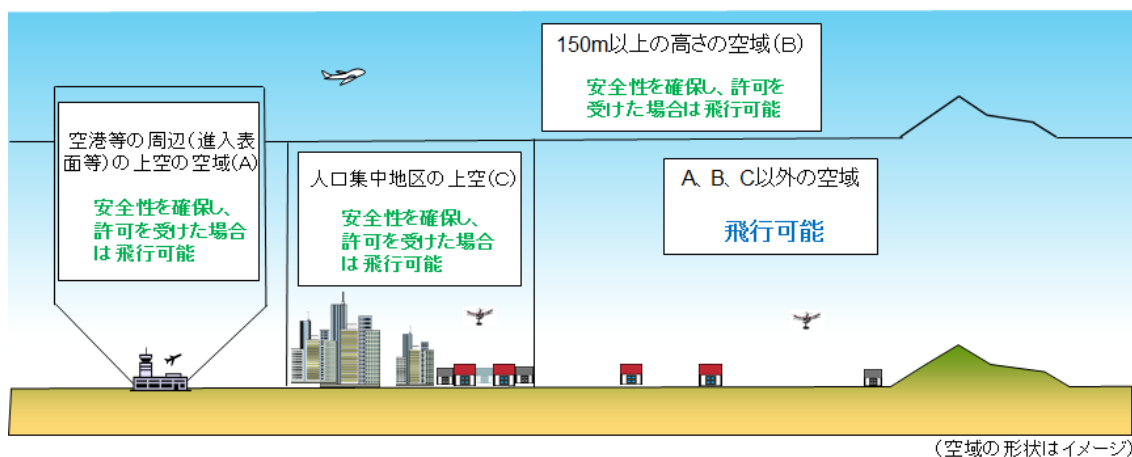 150m以上の高さの空域(B)
安全性を確保し、許可を
受けた場合は飛行可能
空港等の周辺(進入表
面等)の上空の空域(A)
安全性を確保し、
許可を受けた場合
は飛行可能
人口集中地区の上空(C)
安全性を確保し、
許可を受けた場合
は飛行可能
A、B、C以外の空域
飛行可能
(空域の形状はイメージ)